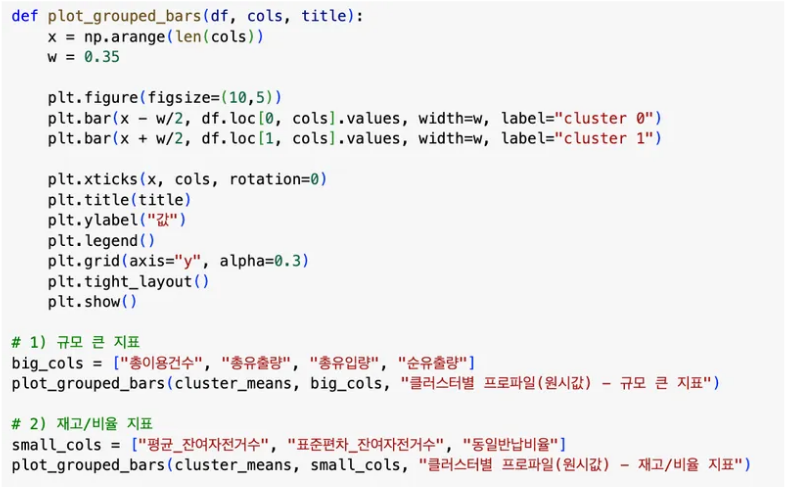 def plot_grouped_bars(df, cols, title):
    x = np.arange(len(cols))
    w = 0.35

    plt.figure(figsize=(10,5))
    plt.bar(x - w/2, df.loc[0, cols].values, width=w, label="cluster 0")
    plt.bar(x + w/2, df.loc[1, cols].values, width=w, label="cluster 1")

    plt.xticks(x, cols, rotation=0)
    plt.title(title)
    plt.ylabel("값")
    plt.legend()
    plt.grid(axis="y", alpha=0.3)
    plt.tight_layout()
    plt.show()

# 1) 규모 큰 지표
big_cols = ["총이용건수", "총유출량", "총유입량", "순유출량"]
plot_grouped_bars(cluster_means, big_cols, "클러스터별 프로파일(원시값) – 규모 큰 지표")

# 2) 재고/비율 지표
small_cols = ["평균_잔여자전거수", "표준편차_잔여자전거수", "동일반납비율"]
plot_grouped_bars(cluster_means, small_cols, "클러스터별 프로파일(원시값) – 재고/비율 지표")